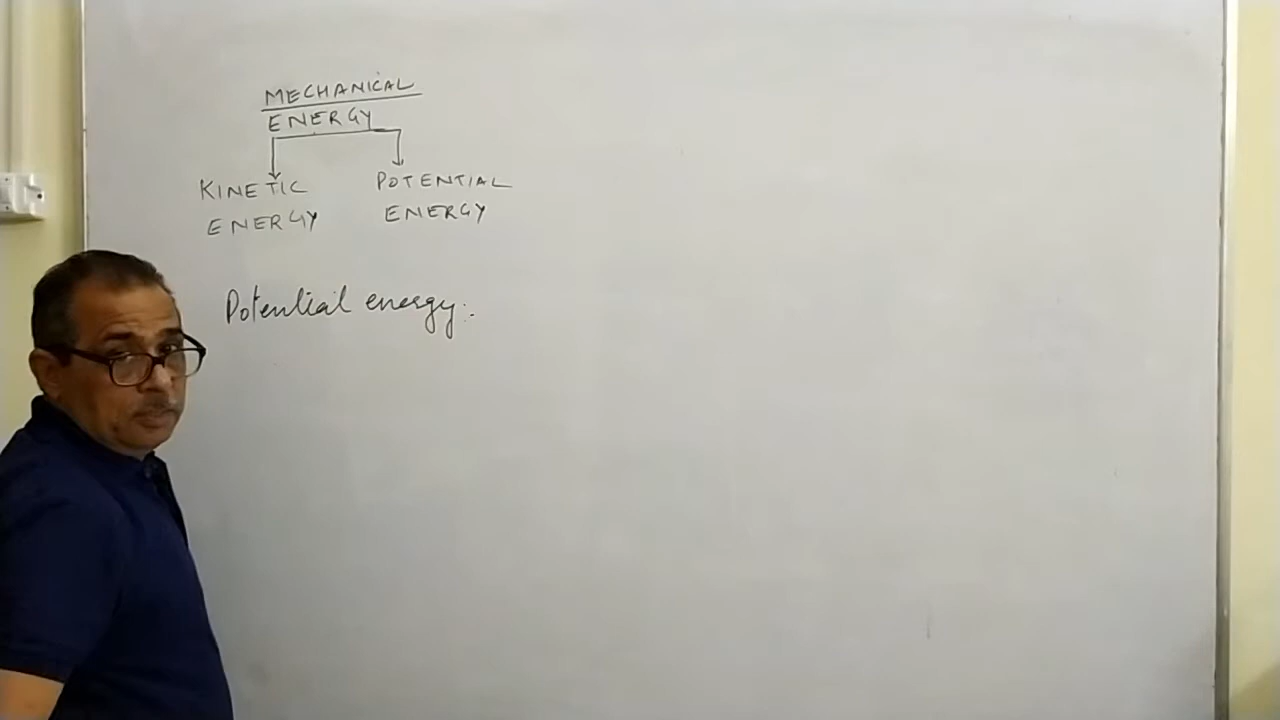 MECHANICAL
ENERGY
KINETIC POTENTIAL
ENERGY ENERGY
Potential energy: